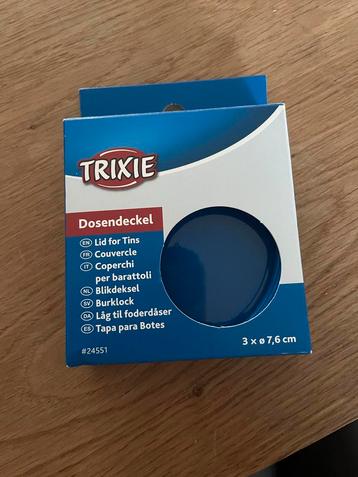 TRIXIE
Dosendeckel
EN Lid for Tins
FR Couvercle
IT Coperchi
per barattoli
NL Blikdeksel
SV Burklock
DA Låg til foderdåser
ES Tapa para Botes
#24551
3 x ø 7,6 cm